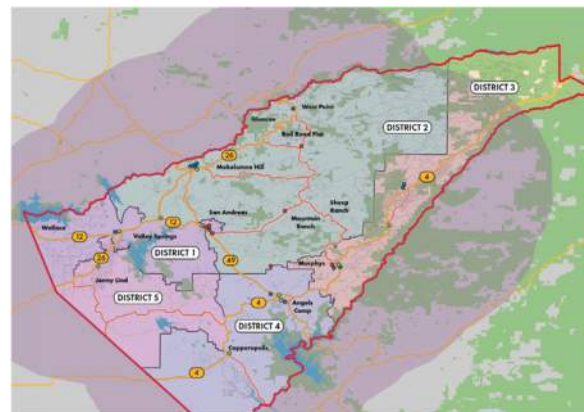 DISTRICT 3
West Point
Glencoe
DISTRICT 2
Rail Road Flat
26
Mokelumne Hill
4
Sheep
Ranch
San Andreas
Mountain
Ranch
Wallace
12
12
Valley Springs
49
Murphys
DISTRICT 1
26
Jenny Lind
DISTRICT 5
4
Angels
Camp
DISTRICT 4
Copperopolis
4